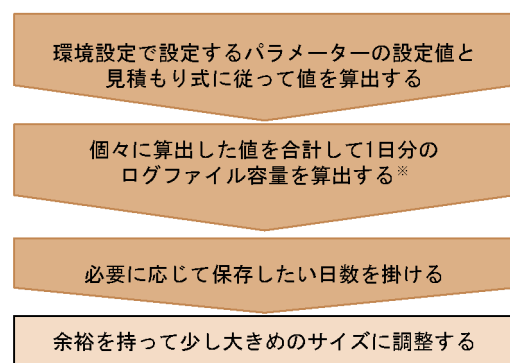 環境設定で設定するパラメーターの設定値と
見積もり式に従って値を算出する
個々に算出した値を合計して1日分の
ログファイル容量を算出する※
必要に応じて保存したい日数を掛ける
余裕を持って少し大きめのサイズに調整する